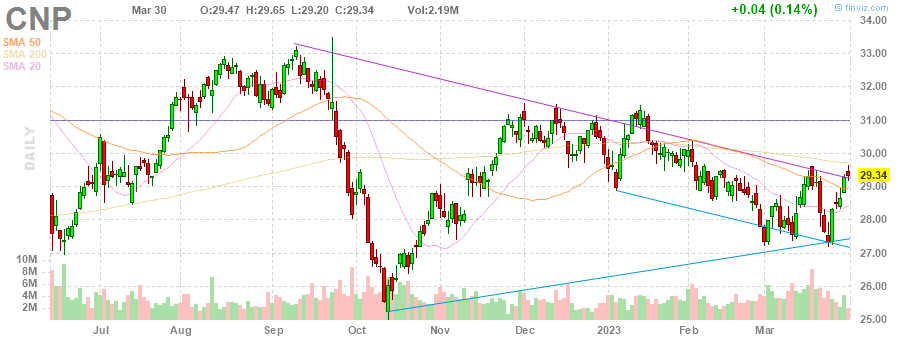 CNP Mar 30 O:29.47 H:29.65 L:29.20 C:29.34 Vol:2.19M +0.04 (0.14%) @ finviz.com
SMA 50
SMA 200
SMA 20
DAILY
34.00
33.00
32.00
31.00
30.00
29.34
29.00
28.00
27.00
26.00
25.00
10M
8M
6M
4M
2M
Jul Aug Sep Oct Nov Dec 2023 Feb Mar